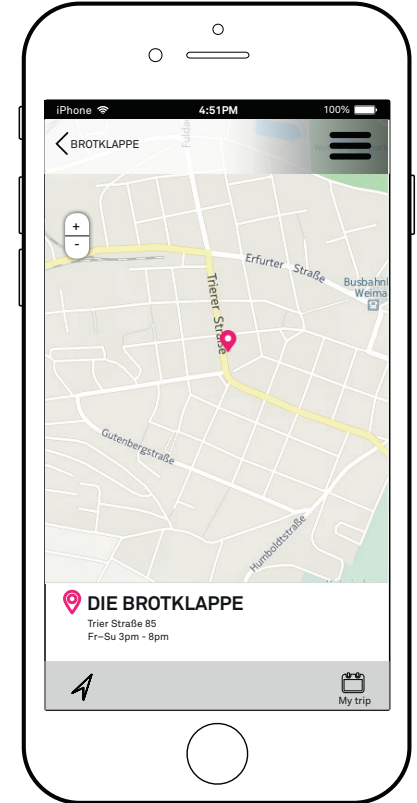 iPhone 4:51PM 100%
BROTKLAPPE
Fulda
+
-
Erfurter Straße
Busbahn
Weima
Trierer Straße
Gutenbergstraße
Humboldtstraße
DIE BROTKLAPPE
Trier Straße 85
Fr–Su 3pm - 8pm
My trip